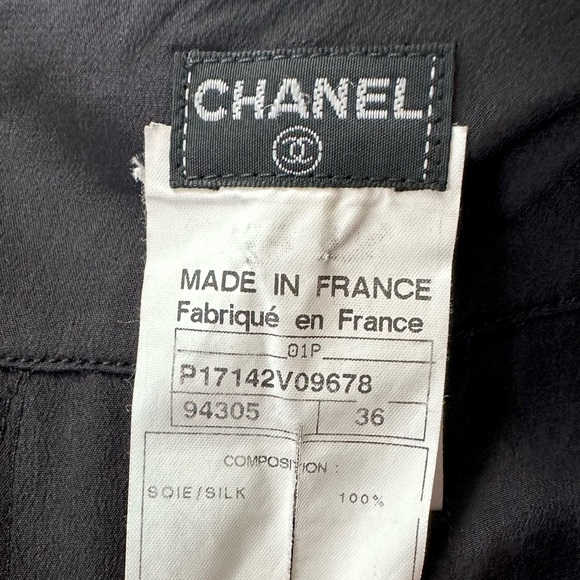 CHANEL
MADE IN FRANCE
Fabriqué en France
01P
P17142V09678
94305 36
COMPOSITION :
SOIE/SILK 100%